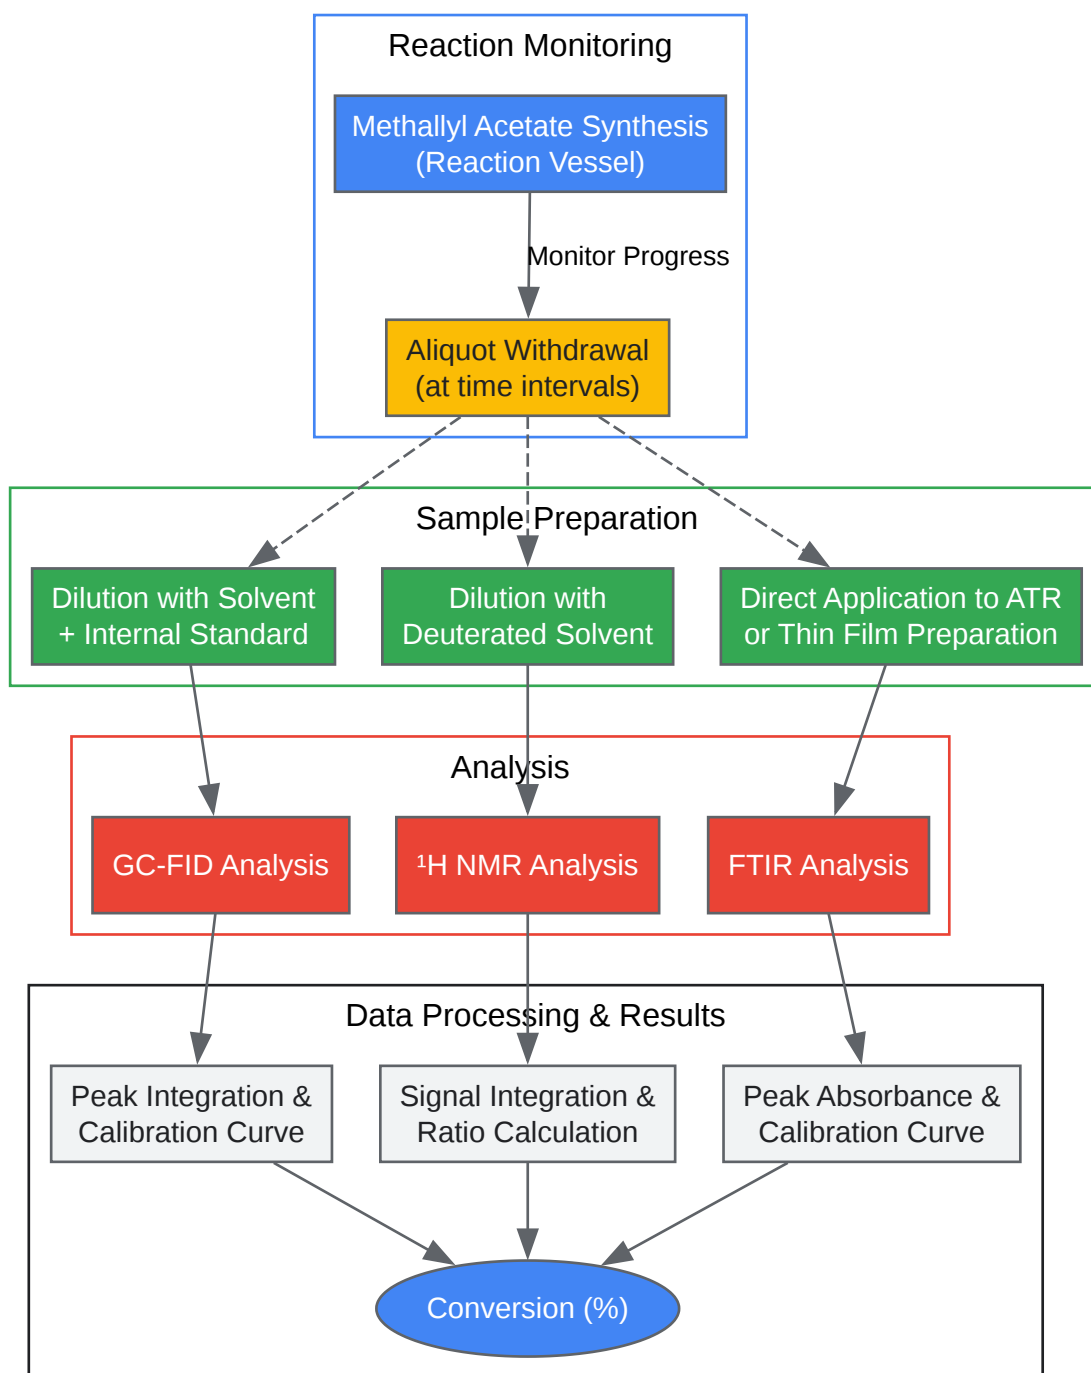 Reaction Monitoring
Methallyl Acetate Synthesis
(Reaction Vessel)
Monitor Progress
Aliquot Withdrawal
(at time intervals)
Sample Preparation
Dilution with Solvent
+ Internal Standard
Dilution with
Deuterated Solvent
Direct Application to ATR
or Thin Film Preparation
Analysis
GC-FID Analysis
¹H NMR Analysis
FTIR Analysis
Data Processing & Results
Peak Integration &
Calibration Curve
Signal Integration &
Ratio Calculation
Peak Absorbance &
Calibration Curve
Conversion (%)